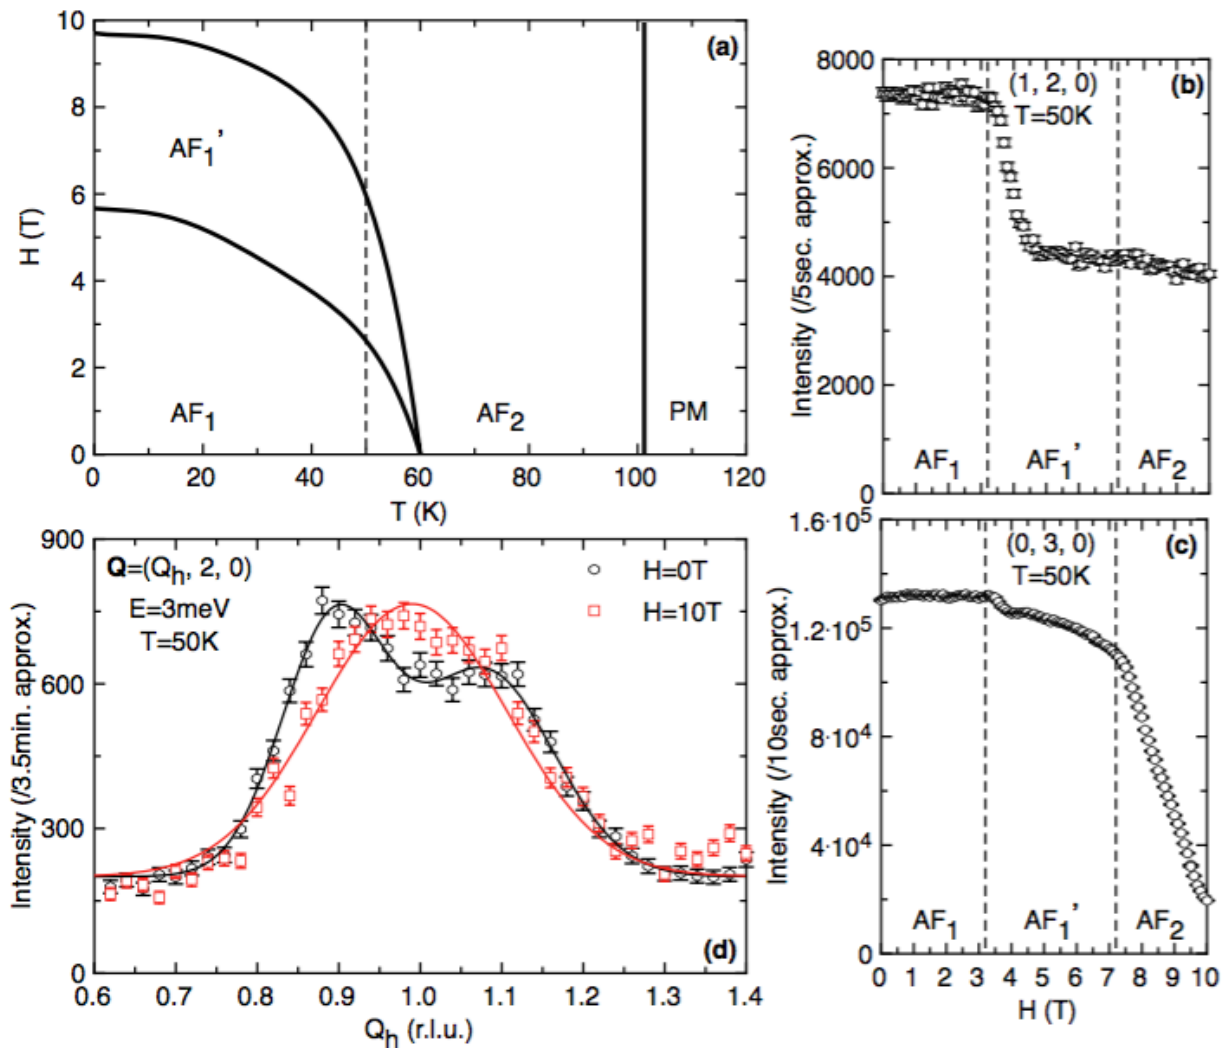 (a)
10
8
6
4
2
0
H (T)
AF1'
AF1
AF2
PM
0 20 40 60 80 100 120
T (K)
8000
6000
4000
2000
0
Intensity (/5sec. approx.)
(1, 2, 0)
T=50K
(b)
AF1
AF1'
AF2
1.6·10^5
1.2·10^5
8·10^4
4·10^4
0
Intensity (/10sec. approx.)
(0, 3, 0)
T=50K
(c)
AF1
AF1'
AF2
0 1 2 3 4 5 6 7 8 9 10
H (T)
900
600
300
0
Intensity (/3.5min. approx.)
Q=(Qh, 2, 0)
E=3meV
T=50K
H=0T
H=10T
(d)
0.6 0.7 0.8 0.9 1.0 1.1 1.2 1.3 1.4
Qh (r.l.u.)